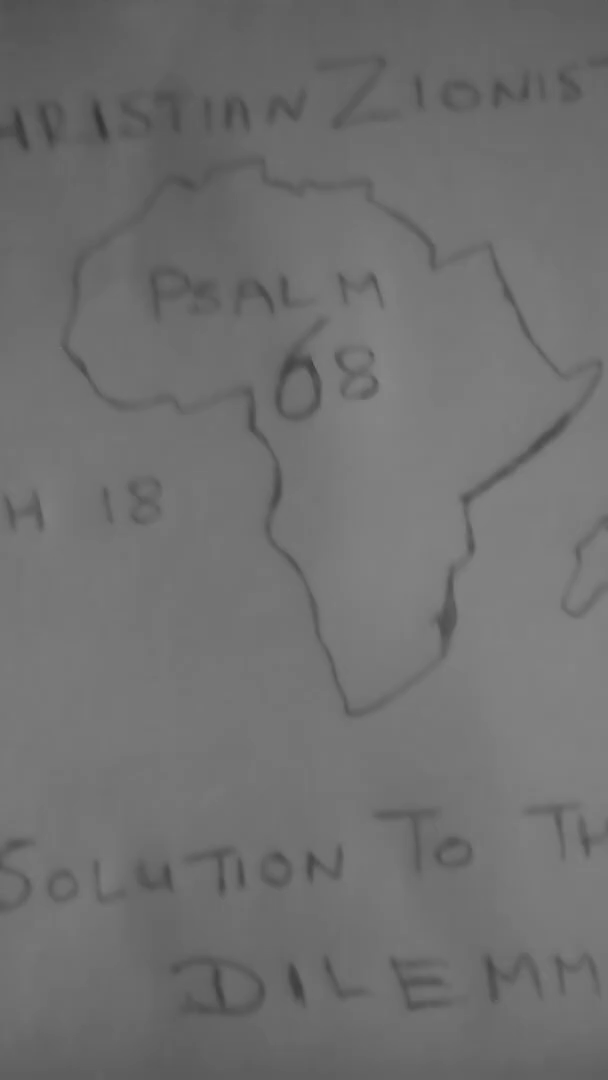 HRISTIAN ZIONIST
PSALM
68
H 18
SOLUTION TO TH
DILEMM